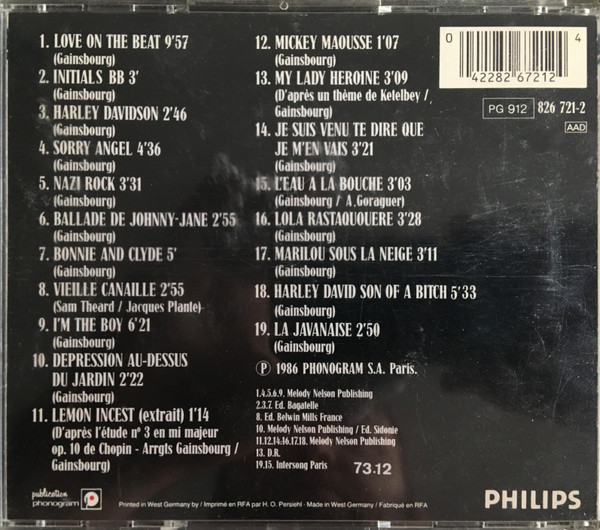 1. LOVE ON THE BEAT 9'57
(Gainsbourg)
2. INITIALS BB 3'
(Gainsbourg)
3. HARLEY DAVIDSON 2'46
(Gainsbourg)
4. SORRY ANGEL 4'36
(Gainsbourg)
5. NAZI ROCK 3'31
(Gainsbourg)
6. BALLADE DE JOHNNY-JANE 2'55
(Gainsbourg)
7. BONNIE AND CLYDE 5'
(Gainsbourg)
8. VIEILLE CANAILLE 2'55
(Sam Theard / Jacques Plante)
9. I'M THE BOY 6'21
(Gainsbourg)
10. DEPRESSION AU-DESSUS
DU JARDIN 2'22
(Gainsbourg)
11. LEMON INCEST (extrait) 1'14
(D'après l'étude n° 3 en mi majeur
op. 10 de Chopin - Arrgts Gainsbourg /
Gainsbourg)
12. MICKEY MAOUSSE 1'07
(Gainsbourg)
13. MY LADY HEROINE 3'09
(D'après un thème de Ketelbey /
Gainsbourg)
14. JE SUIS VENU TE DIRE QUE
JE M'EN VAIS 3'21
(Gainsbourg)
15. L'EAU A LA BOUCHE 3'03
(Gainsbourg / A. Goraguer)
16. LOLA RASTAQUOUERE 3'28
(Gainsbourg)
17. MARILOU SOUS LA NEIGE 3'11
(Gainsbourg)
18. HARLEY DAVID SON OF A BITCH 5'33
(Gainsbourg)
19. LA JAVANAISE 2'50
(Gainsbourg)
Ⓟ 1986 PHONOGRAM S.A. Paris.
1.4.5.6.9. Melody Nelson Publishing
2.3.7. Ed. Bagatelle
8. Ed. Belwin Mills France
10. Melody Nelson Publishing / Ed. Sidonie
11.12.14.16.17.18. Melody Nelson Publishing
13. D.R.
19.15. Intersong Paris
73.12
0 4
42282 67212
PG 912 826 721-2
AAD
publication
phonogram
Printed in West Germany by / Imprimé en RFA par H. O. Persiehl - Made in West Germany / Fabriqué en RFA
PHILIPS